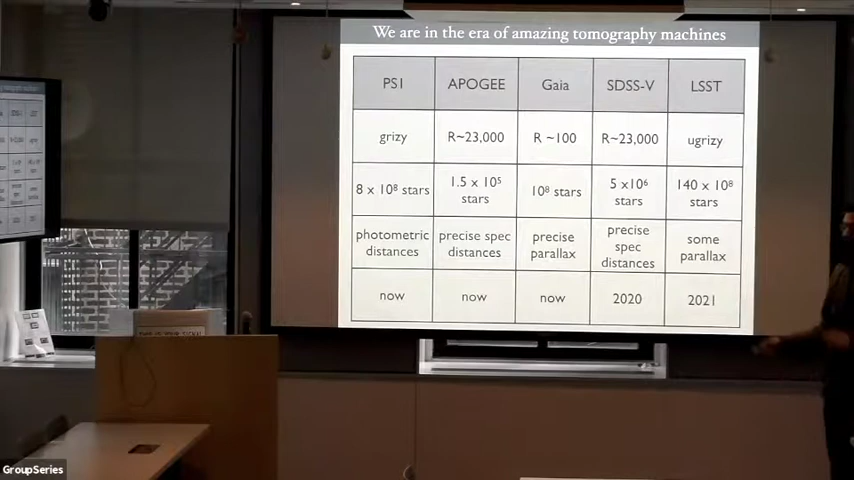 We are in the era of amazing tomography machines
PS1 APOGEE Gaia SDSS-V LSST
grizy R~23,000 R ~100 R~23,000 ugrizy
8 x 10⁸ stars 1.5 x 10⁵ stars 10⁸ stars 5 x10⁶ stars 140 x 10⁸ stars
photometric distances precise spec distances precise parallax precise spec distances some parallax
now now now 2020 2021
GroupSeries